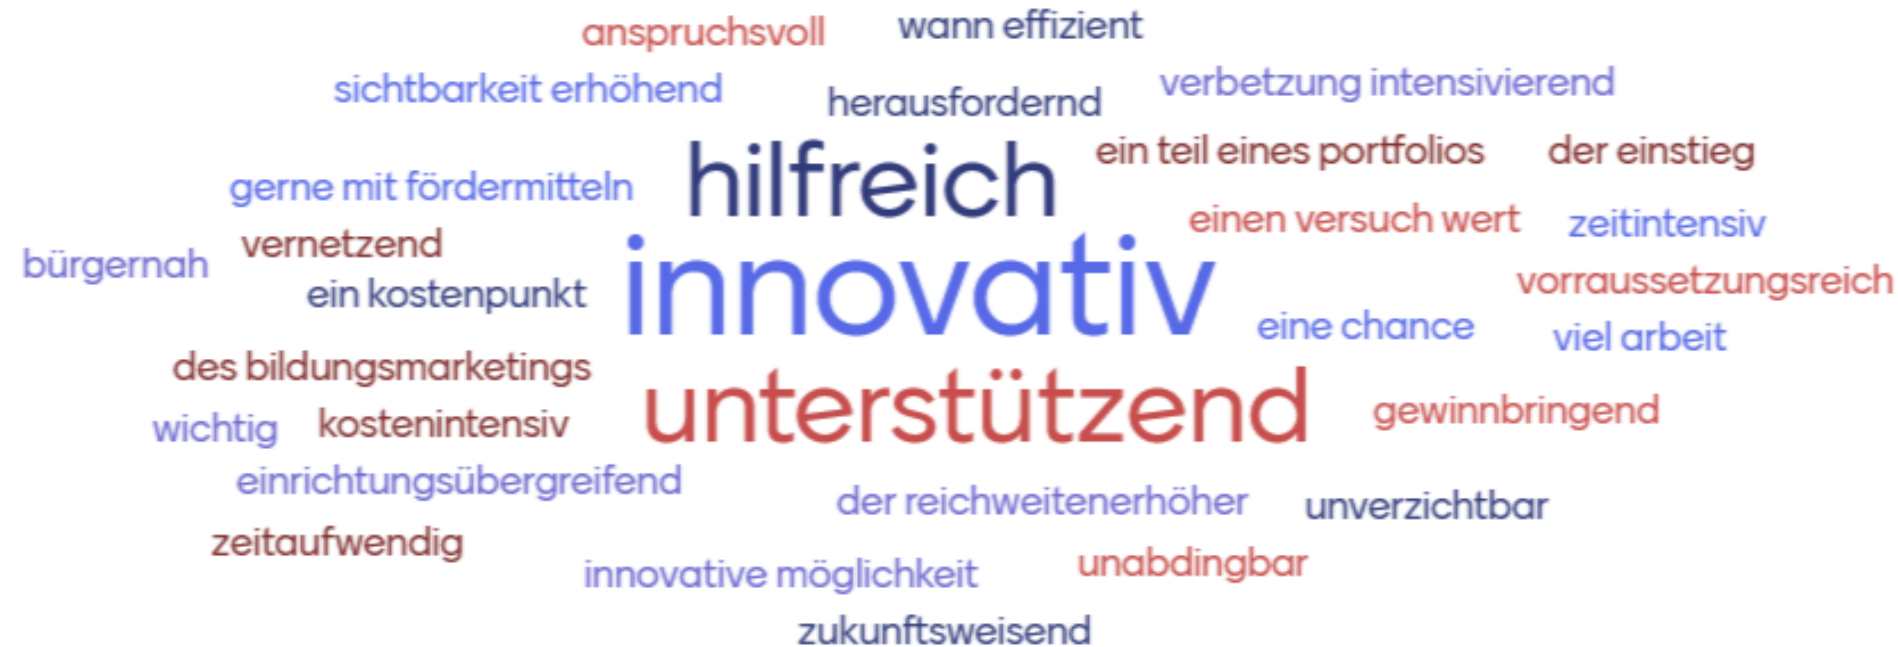 anspruchsvoll
wann effizient
sichtbarkeit erhöhend
herausfordernd
verbetzung intensivierend
hilfreich
ein teil eines portfolios
der einstieg
gerne mit fördermitteln
einen versuch wert
zeitintensiv
bürgernah
vernetzend
innovativ
vorraussetzungsreich
ein kostenpunkt
eine chance
viel arbeit
des bildungsmarketings
unterstützend
gewinnbringend
wichtig
kostenintensiv
einrichtungsübergreifend
der reichweitenerhöher
unverzichtbar
zeitaufwendig
innovative möglichkeit
unabdingbar
zukunftsweisend